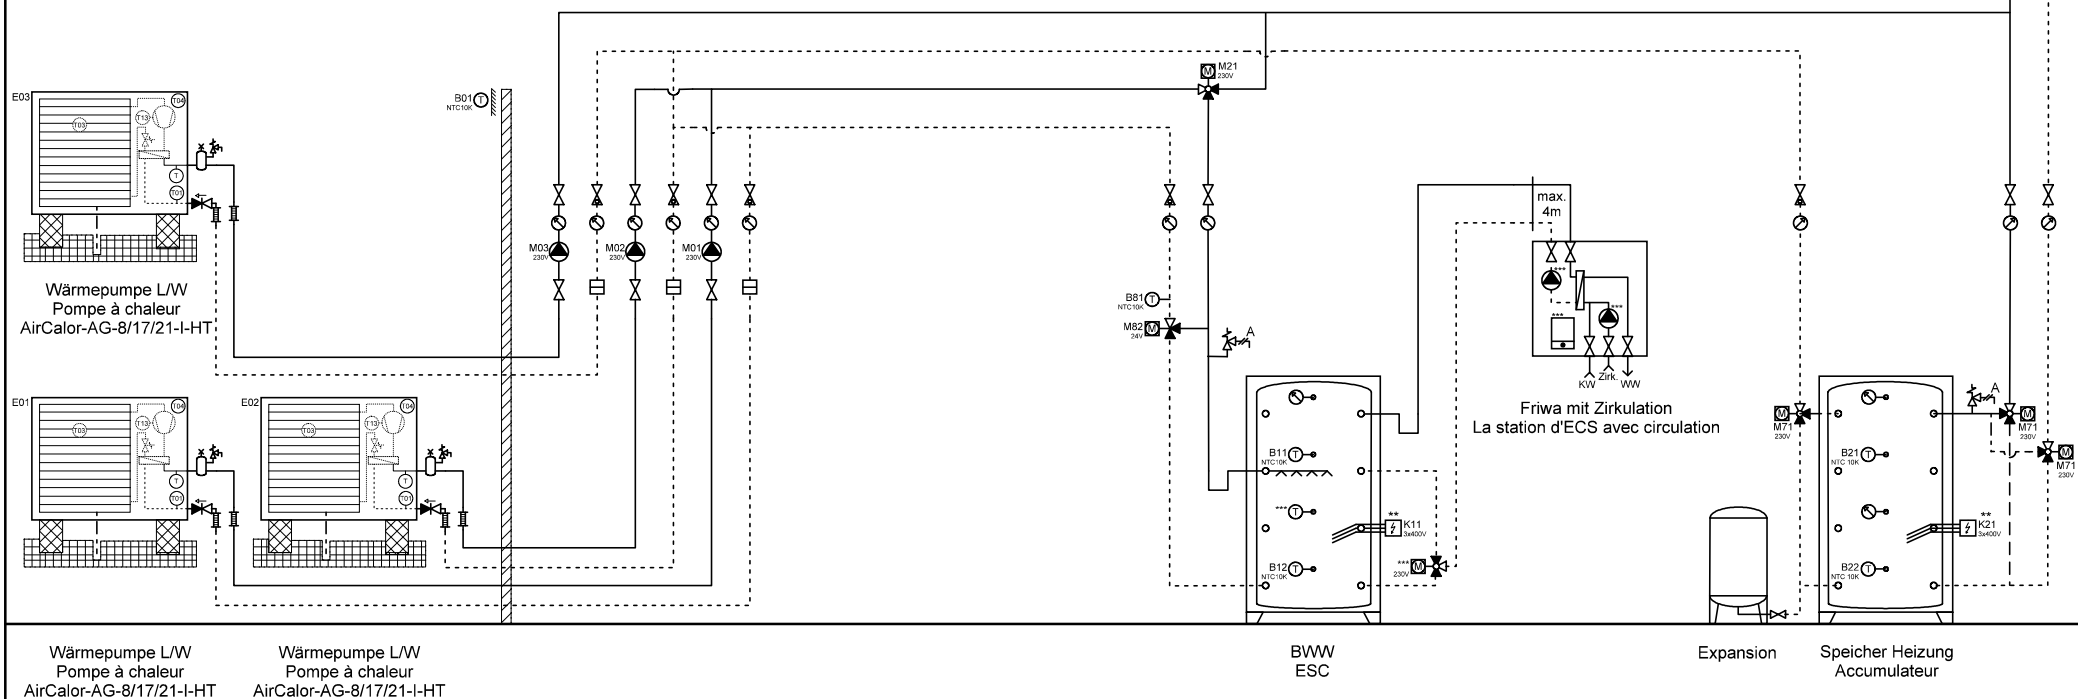 M21
230V
E03
T04
T13
T03
T
T01
B01
T
NTC10K
max.
4m
M03
230V
M02
230V
M01
230V
Wärmepumpe L/W
Pompe à chaleur
AirCalor-AG-8/17/21-I-HT
B81
T
NTC10K
M82
M
24V
A
***
***
***
KW
Zirk.
WW
Friwa mit Zirkulation
La station d'ECS avec circulation
E01
T04
T13
T03
T
T01
E02
T04
T13
T03
T
T01
B11
T
NTC10K
***
T
**
K11
3x400V
B12
T
NTC10K
***
M
230V
M
M71
230V
A
M
M71
230V
M
M71
230V
B21
T
NTC 10K
**
K21
3x400V
B22
T
NTC 10K
Wärmepumpe L/W
Pompe à chaleur
AirCalor-AG-8/17/21-I-HT
Wärmepumpe L/W
Pompe à chaleur
AirCalor-AG-8/17/21-I-HT
BWW
ESC
Expansion
Speicher Heizung
Accumulateur